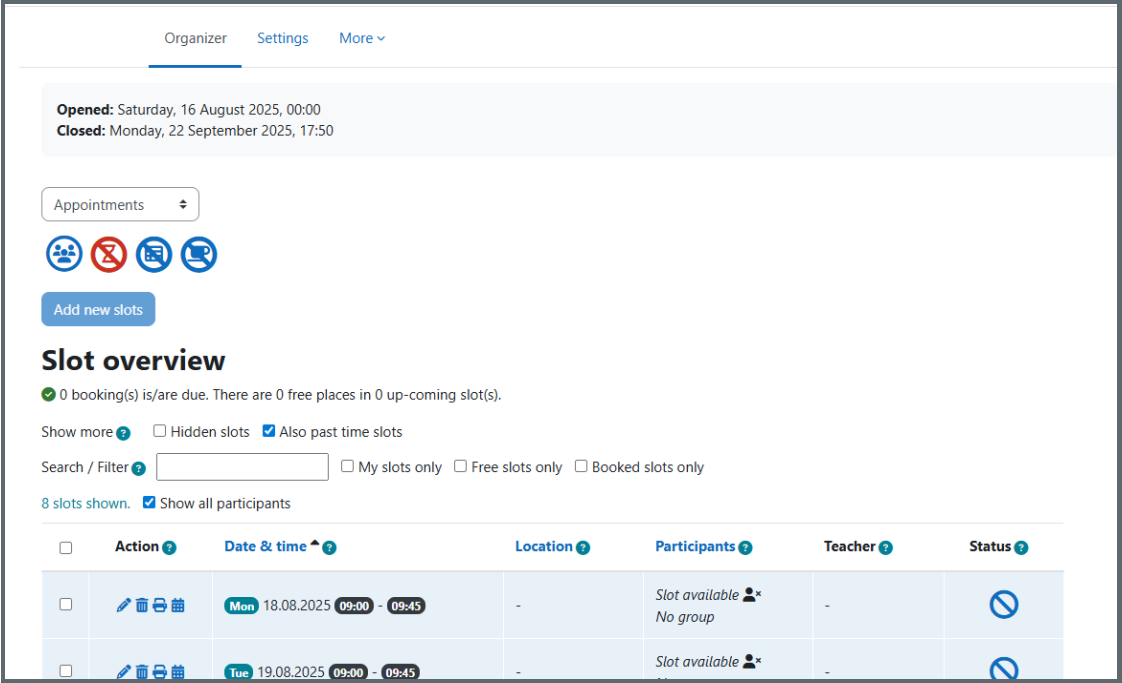 Organizer Settings More
Opened: Saturday, 16 August 2025, 00:00
Closed: Monday, 22 September 2025, 17:50
Appointments
Add new slots
Slot overview
0 booking(s) is/are due. There are 0 free places in 0 up-coming slot(s).
Show more ? Hidden slots Also past time slots
Search / Filter ? My slots only Free slots only Booked slots only
8 slots shown. Show all participants
Action ? Date & time ? Location ? Participants ? Teacher ? Status ?
Mon 18.08.2025 09:00 - 09:45 - Slot available -
No group
Tue 19.08.2025 09:00 - 09:45 - Slot available -